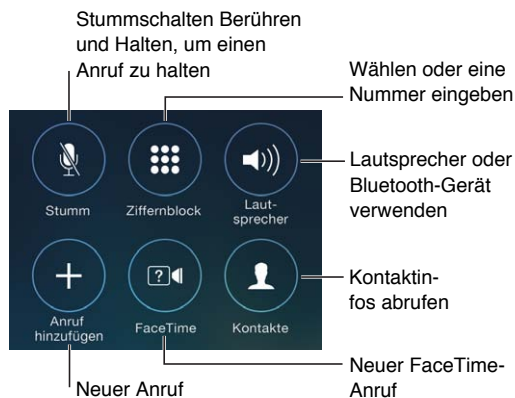 Stummschalten Berühren
und Halten, um einen
Anruf zu halten
Wählen oder eine
Nummer eingeben
Lautsprecher oder
Bluetooth-Gerät
verwenden
Stumm
Ziffernblock
Laut-
sprecher
?
Kontaktin-
fos abrufen
Anruf
hinzufügen
FaceTime
Kontakte
Neuer FaceTime-
Anruf
Neuer Anruf